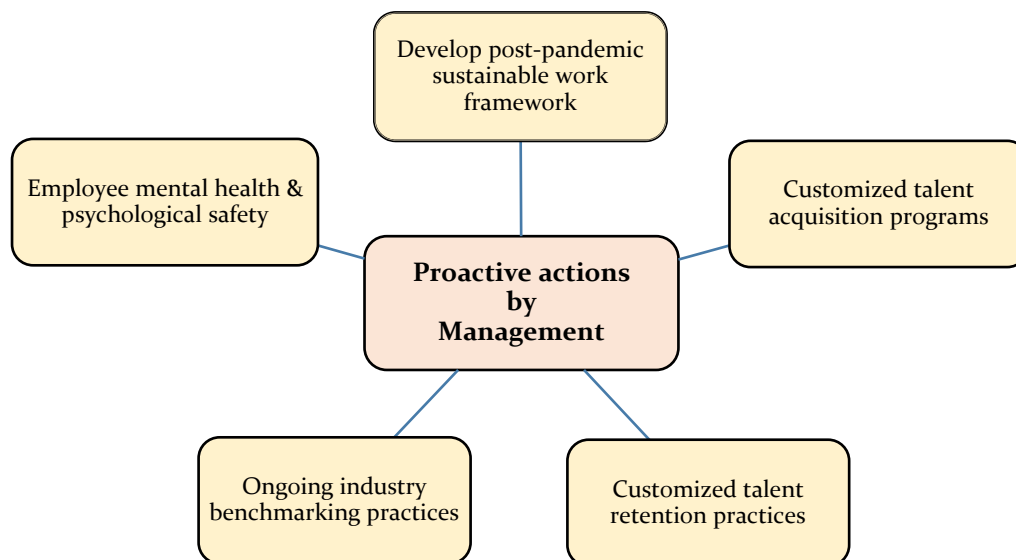 Develop post-pandemic
sustainable work
framework
Employee mental health &
psychological safety
Customized talent
acquisition programs
Proactive actions
by
Management
Ongoing industry
benchmarking practices
Customized talent
retention practices